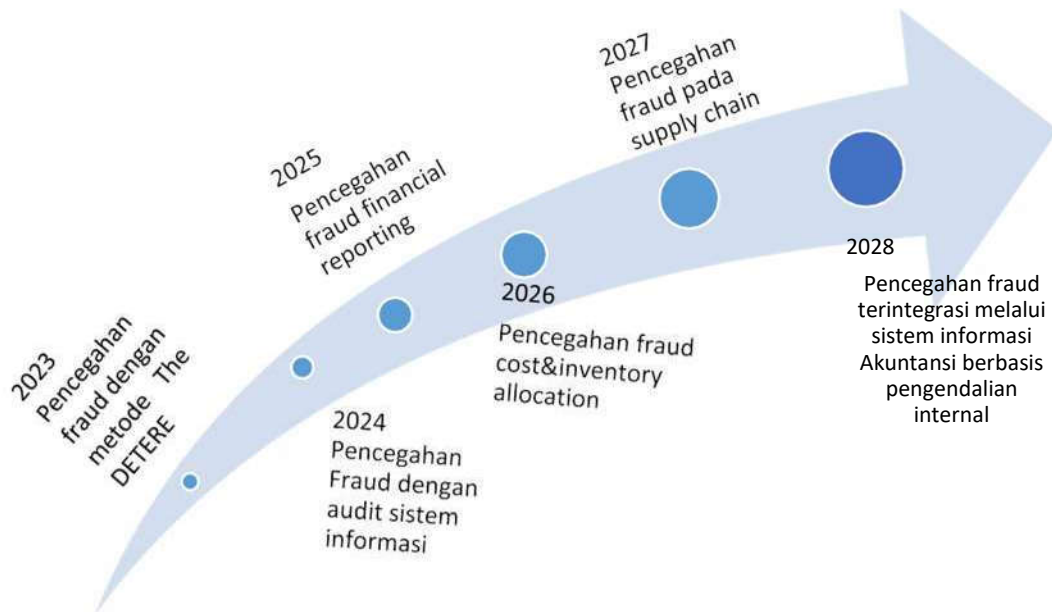 2023
Pencegahan
fraud dengan
metode The
DETERE
2024
Pencegahan
Fraud dengan
audit sistem
informasi
2025
Pencegahan
fraud financial
reporting
2026
Pencegahan fraud
cost&inventory
allocation
2027
Pencegahan
fraud pada
supply chain
2028
Pencegahan fraud
terintegrasi melalui
sistem informasi
Akuntansi berbasis
pengendalian
internal